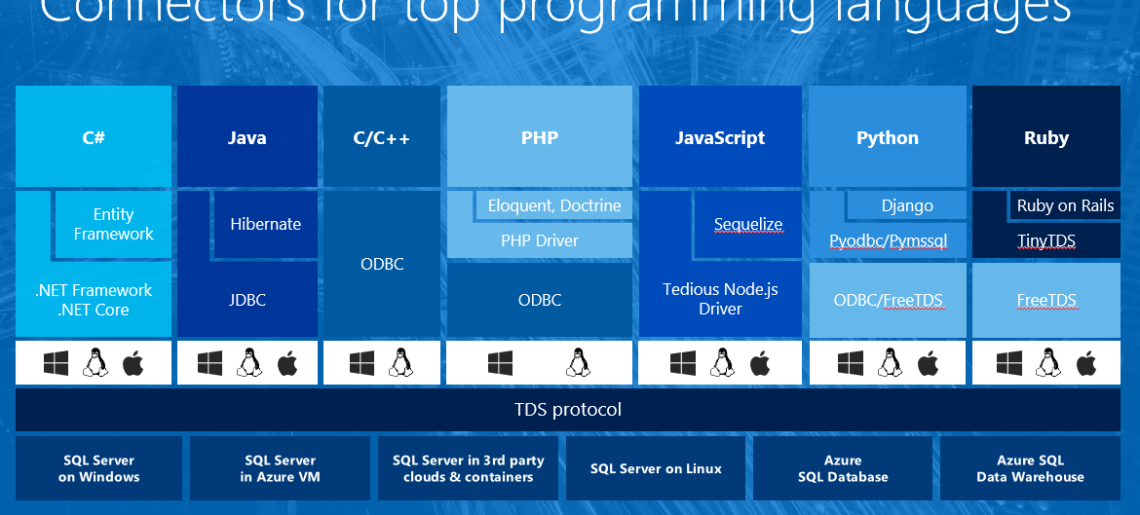 Connectors for top programming languages
C#
Java
C/C++
PHP
JavaScript
Python
Ruby
Entity
Framework
.NET Framework
.NET Core
Hibernate
JDBC
ODBC
Eloquent, Doctrine
PHP Driver
ODBC
Sequelize
Tedious Node.js
Driver
Django
Pyodbc/Pymssql
ODBC/FreeTDS
Ruby on Rails
TinyTDS
FreeTDS
TDS protocol
SQL Server
on Windows
SQL Server
in Azure VM
SQL Server in 3rd party
clouds & containers
SQL Server on Linux
Azure
SQL Database
Azure SQL
Data Warehouse